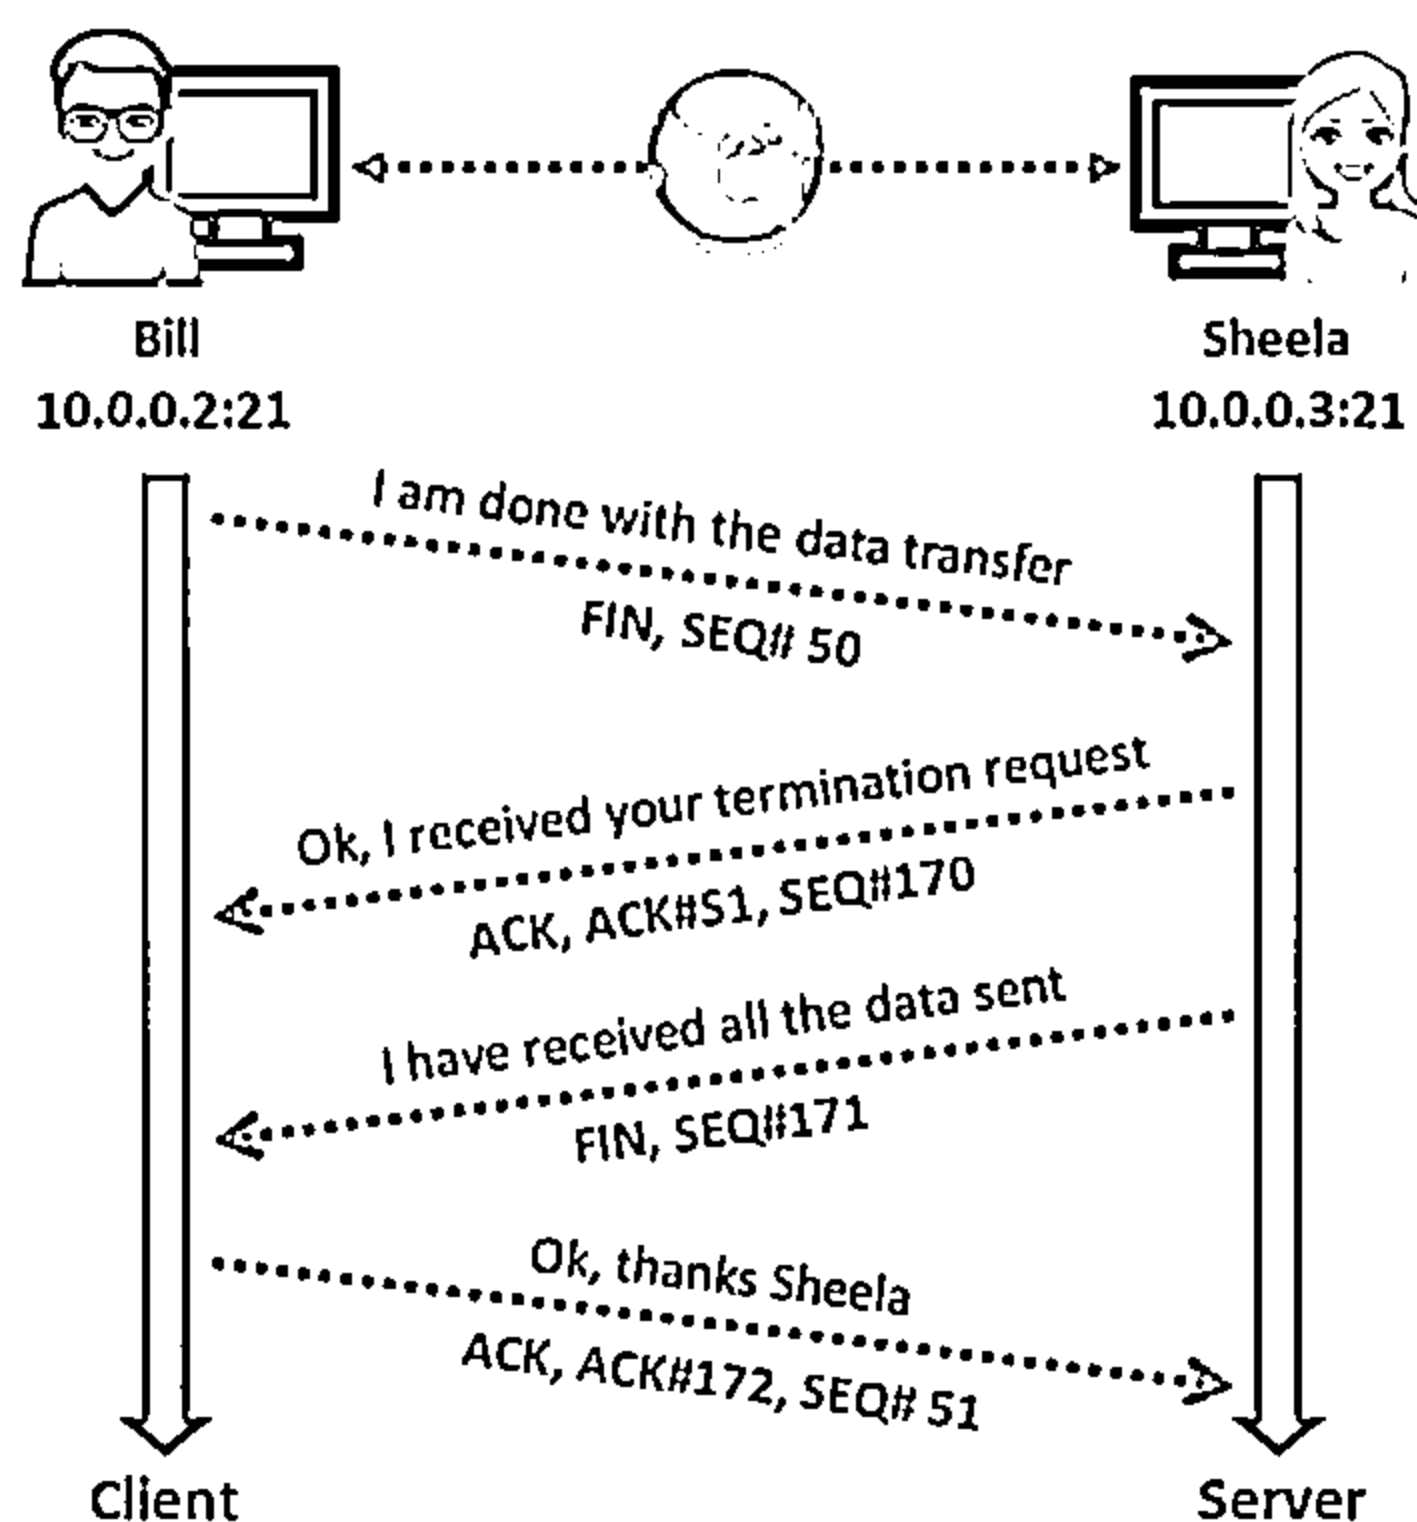 Bill
Sheela
10.0.0.2:21
10.0.0.3:21
I am done with the data transfer
FIN, SEQ# 50
Ok, I received your termination request
ACK, ACK#51, SEQ#170
I have received all the data sent
FIN, SEQ#171
Ok, thanks Sheela
ACK, ACK#172, SEQ# 51
Client
Server